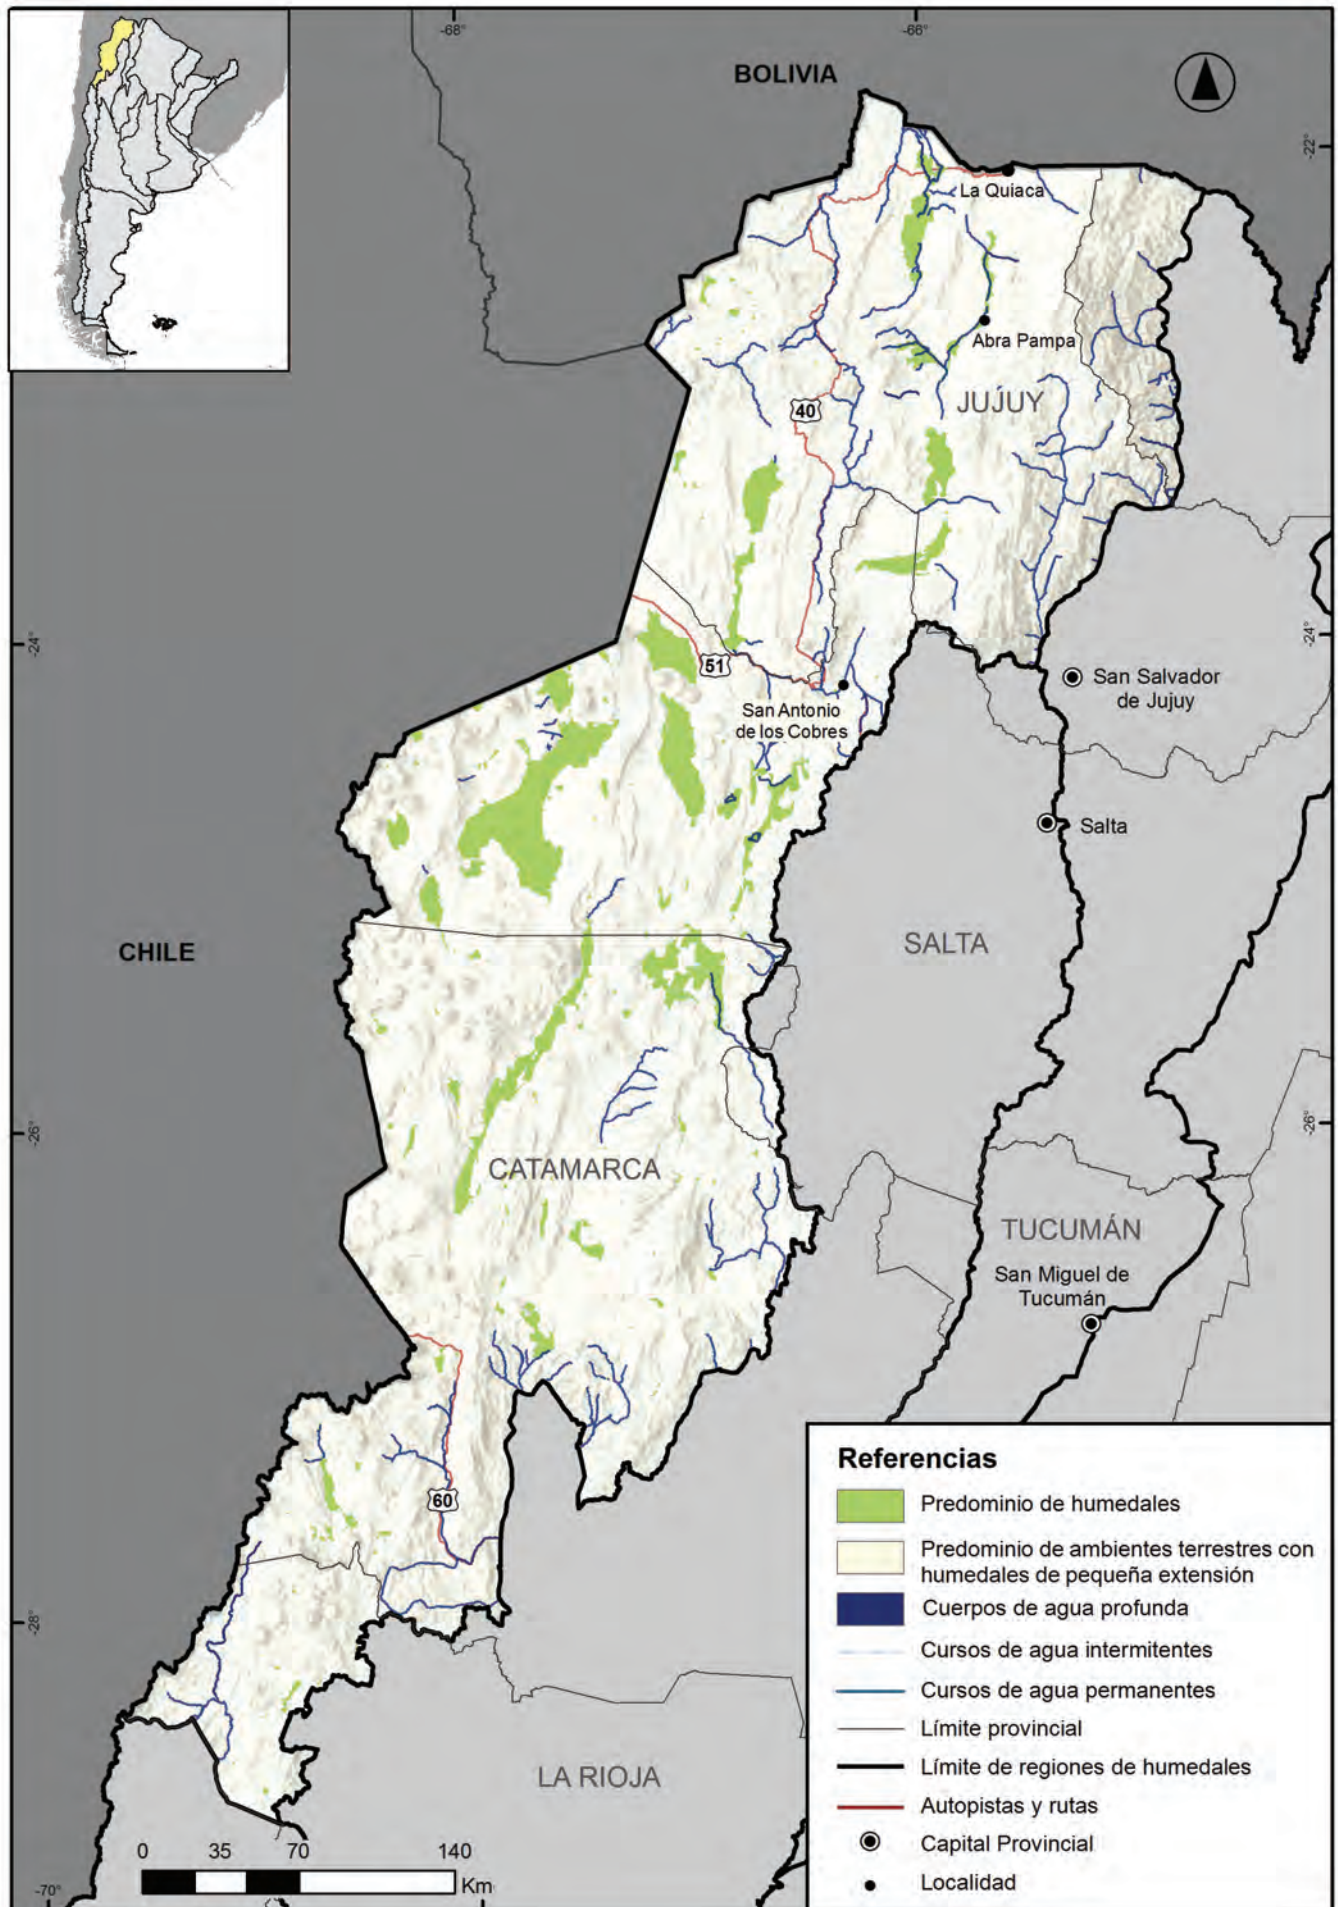 -68°
-66°
BOLIVIA
-22°
La Quiaca
Abra Pampa
40
JUJUY
-24°
-24°
51
San Antonio
de los Cobres
San Salvador
de Jujuy
Salta
CHILE
SALTA
-26°
-26°
CATAMARCA
TUCUMÁN
San Miguel de
Tucumán
60
-28°
LA RIOJA
Referencias
Predominio de humedales
Predominio de ambientes terrestres con
humedales de pequeña extensión
Cuerpos de agua profunda
Cursos de agua intermitentes
Cursos de agua permanentes
Límite provincial
Límite de regiones de humedales
Autopistas y rutas
Capital Provincial
Localidad
0 35 70 140
Km
-70°